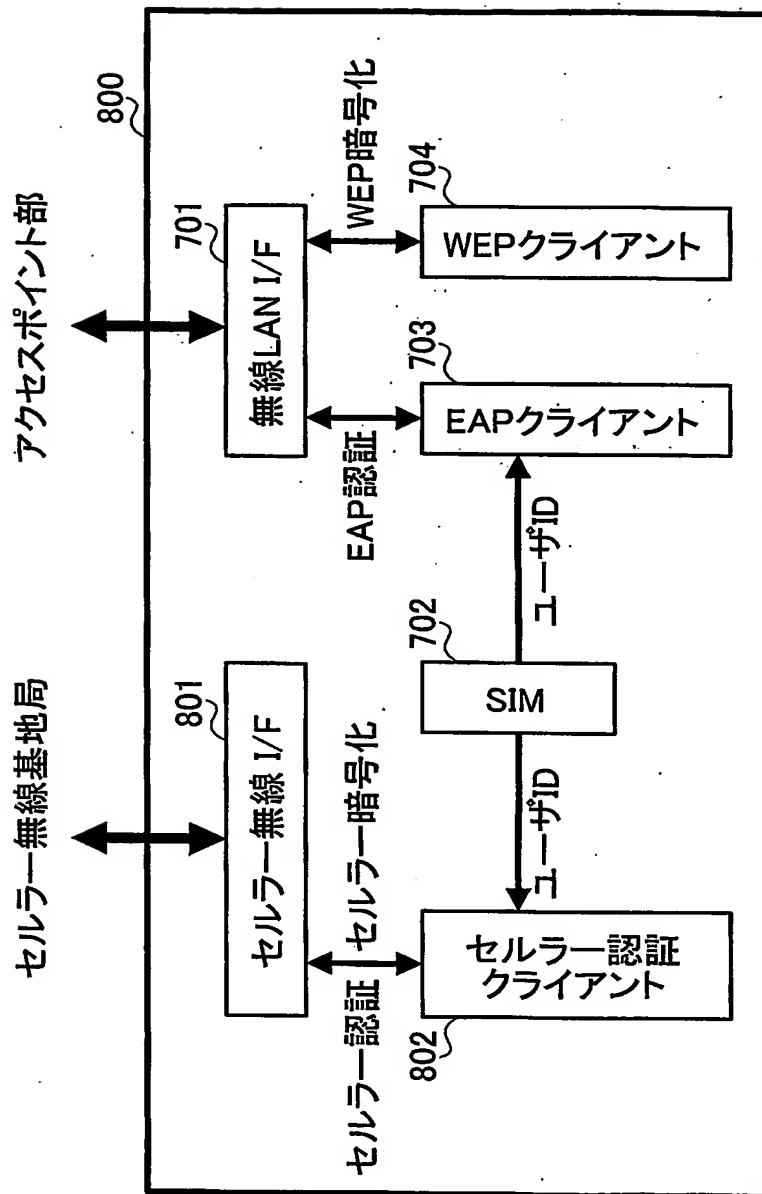 セルラー無線基地局
アクセスポイント部
800
801
セルラー無線 I/F
701
無線LAN I/F
セルラー認証
セルラー暗号化
EAP認証
WEP暗号化
802
セルラー認証
クライアント
ユーザID
702
SIM
ユーザID
703
EAPクライアント
704
WEPクライアント